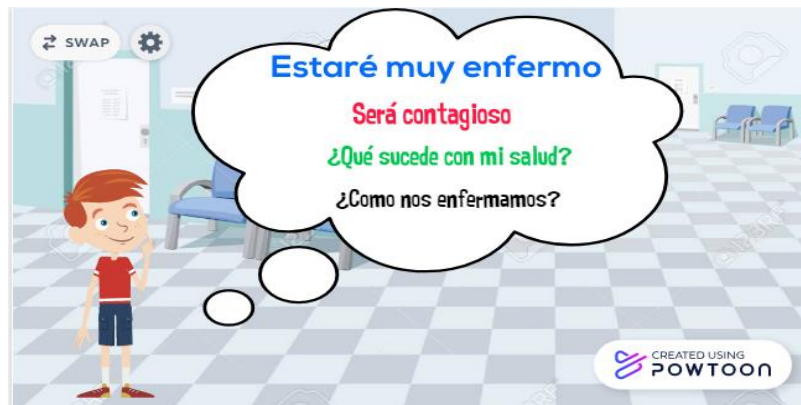 SWAP
Estaré muy enfermo
Será contagioso
¿Qué sucede con mi salud?
¿Como nos enfermamos?
CREATED USING
POWTOON